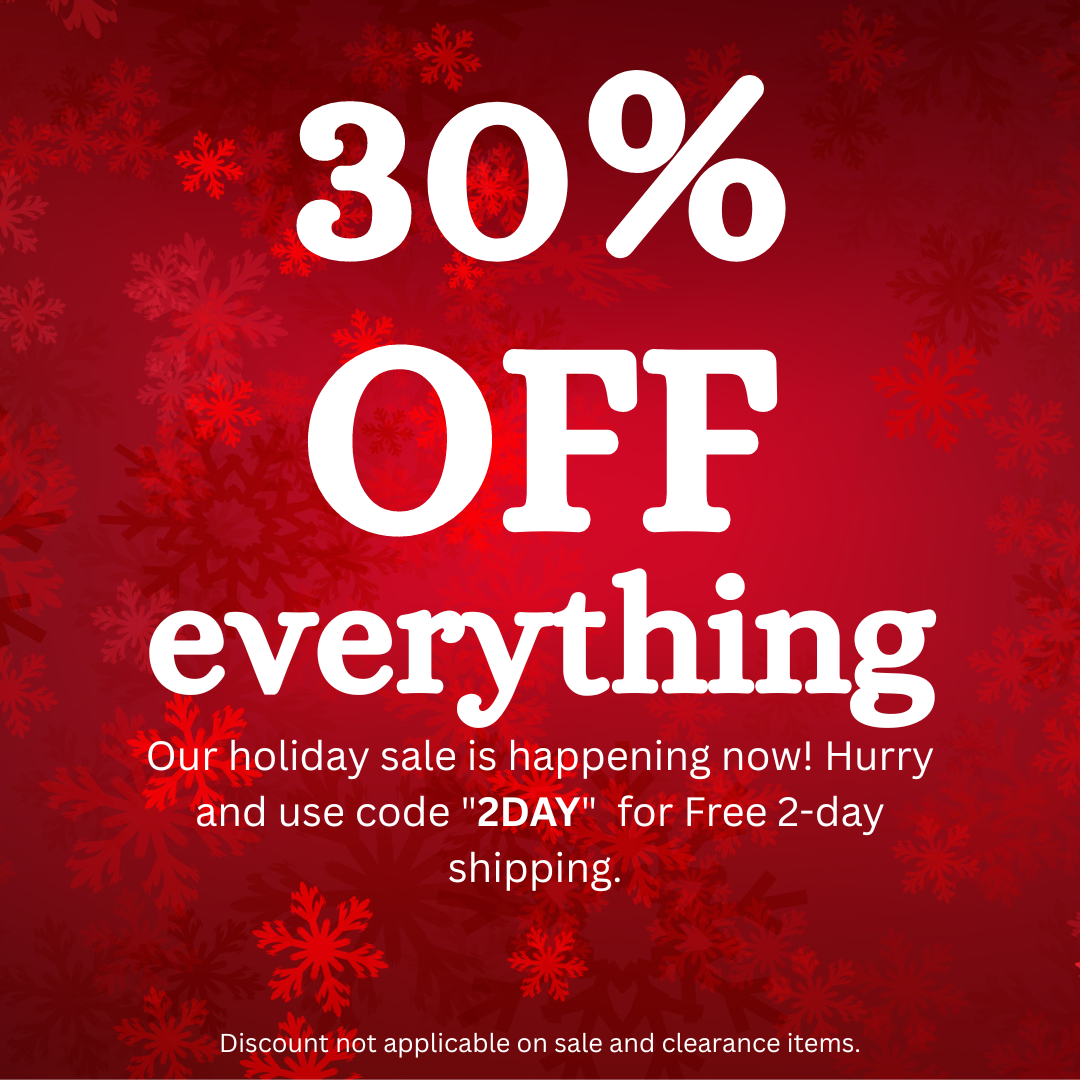 30%
OFF
everything
Our holiday sale is happening now! Hurry
and use code "2DAY"  for Free 2-day
shipping.
Discount not applicable on sale and clearance items.